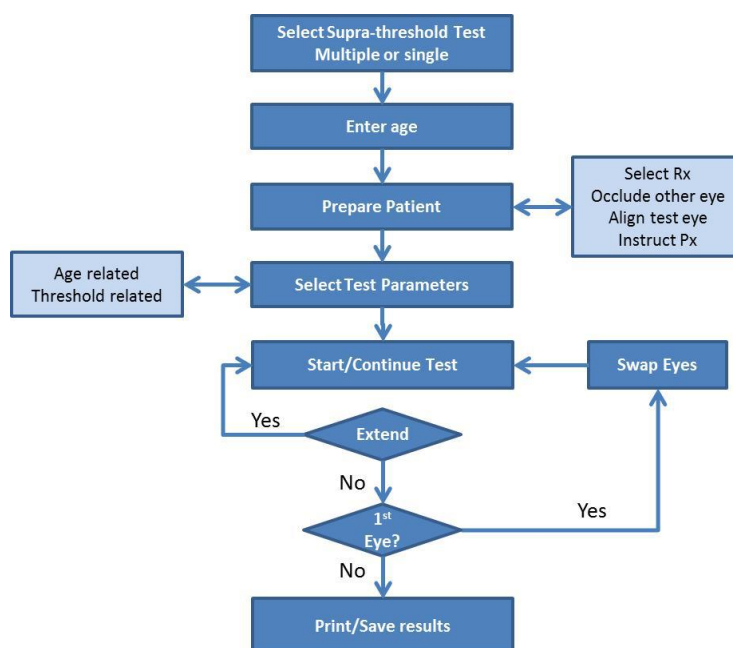 Select Supra-threshold Test
Multiple or single
Enter age
Prepare Patient
Select Rx
Occlude other eye
Align test eye
Instruct Px
Age related
Threshold related
Select Test Parameters
Start/Continue Test
Swap Eyes
Yes
Extend
No
1st
Eye?
Yes
No
Print/Save results